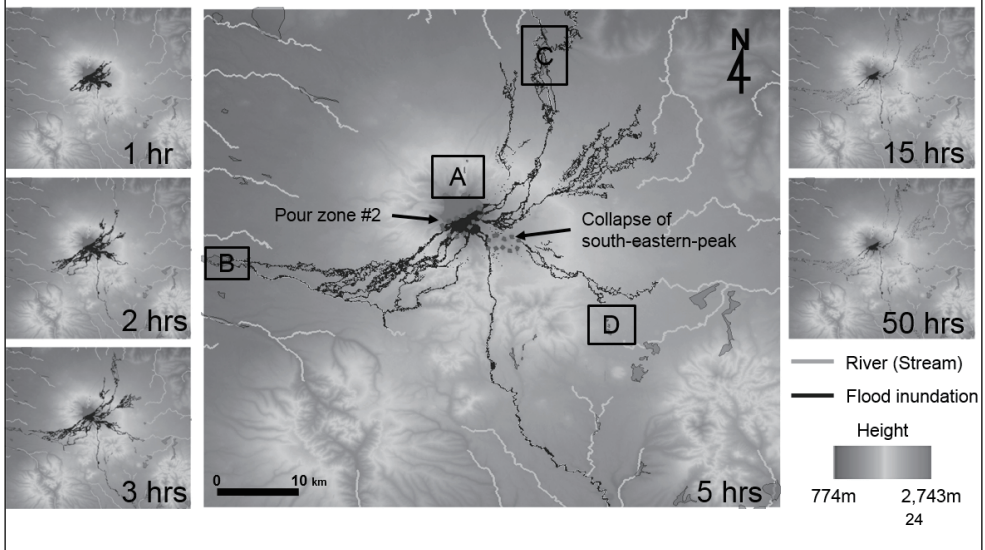 1 hr
2 hrs
3 hrs
A
B
C
D
N
Pour zone #2
Collapse of
south-eastern-peak
0 10 km
5 hrs
15 hrs
50 hrs
River (Stream)
Flood inundation
Height
774m 2,743m
24